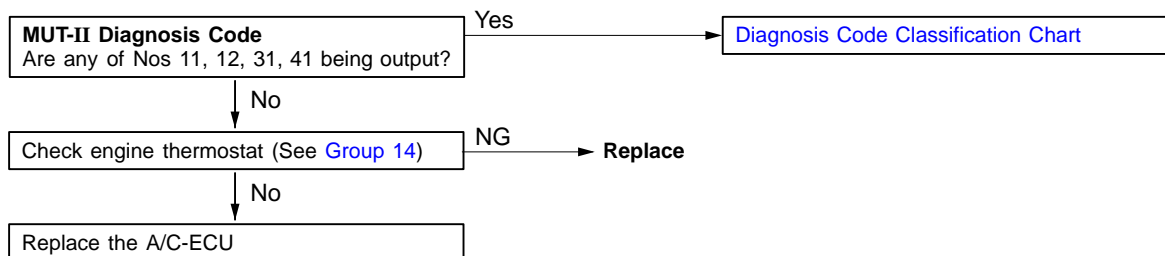 MUT-II Diagnosis Code
Are any of Nos 11, 12, 31, 41 being output?
Yes
Diagnosis Code Classification Chart
No
Check engine thermostat (See Group 14)
NG
Replace
No
Replace the A/C-ECU